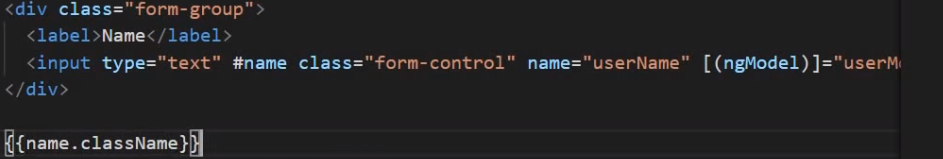 <div class="form-group">
<label>Name</label>
<input type="text" #name class="form-control" name="userName" [(ngModel)]="userM
</div>
{{name.className}}